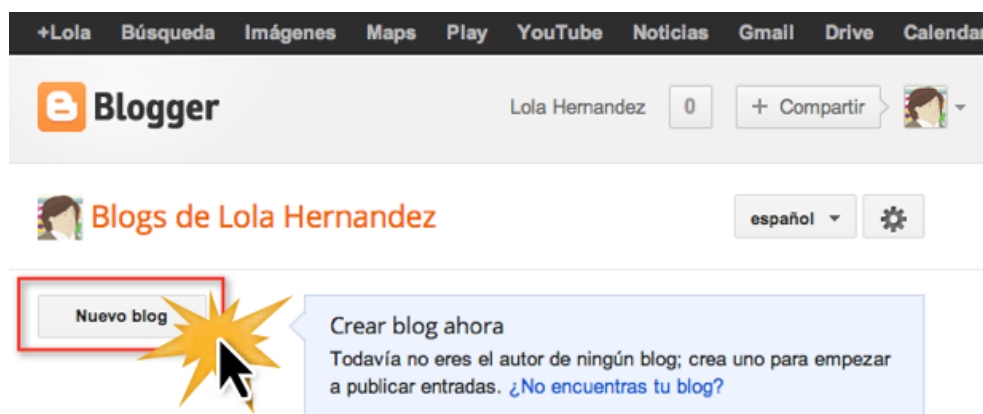 +Lola Búsqueda Imágenes Maps Play YouTube Noticias Gmail Drive Calendar
Blogger Lola Hernandez 0 + Compartir
Blogs de Lola Hernandez español
Nuevo blog
Crear blog ahora
Todavía no eres el autor de ningún blog; crea uno para empezar
a publicar entradas. ¿No encuentras tu blog?